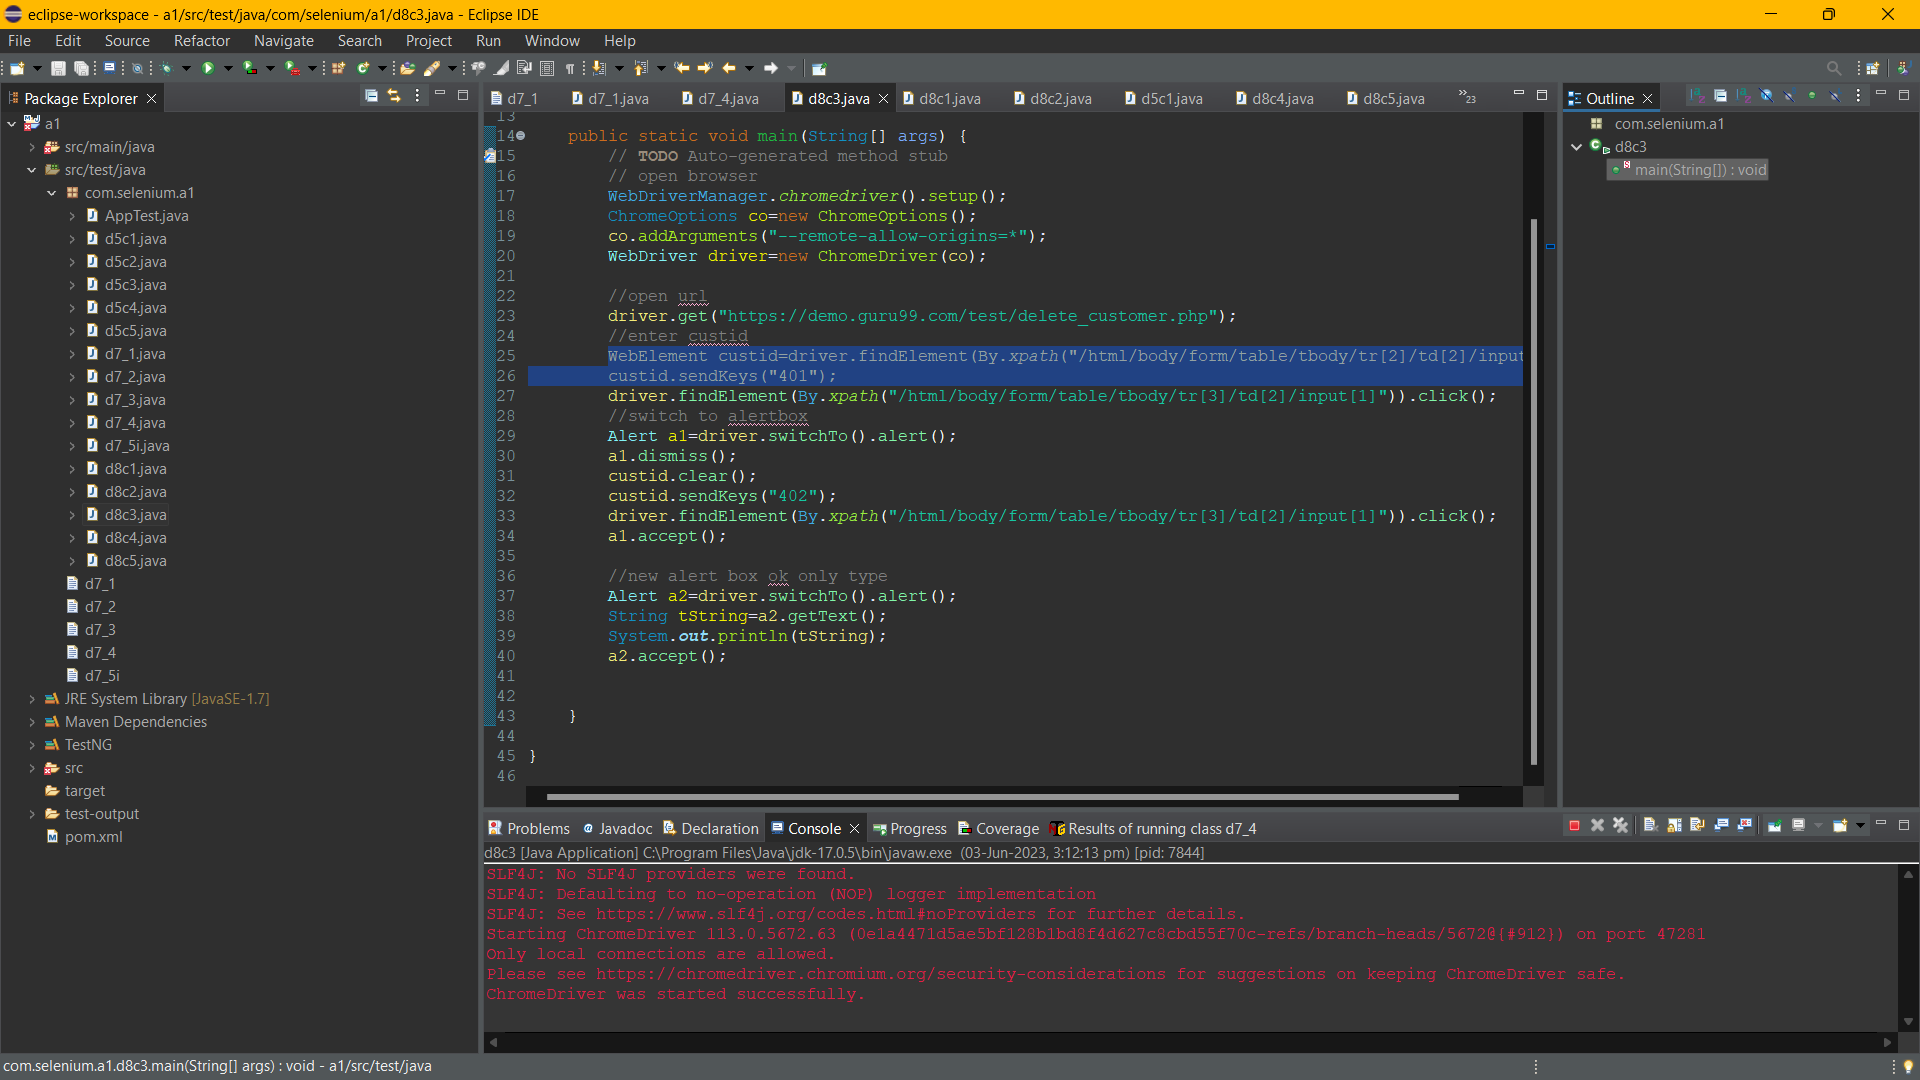 eclipse-workspace - a1/src/test/java/com/selenium/a1/d8c3.java - Eclipse IDE
File Edit Source Refactor Navigate Search Project Run Window Help
Package Explorer
a1
src/main/java
src/test/java
com.selenium.a1
AppTest.java
d5c1.java
d5c2.java
d5c3.java
d5c4.java
d5c5.java
d7_1.java
d7_2.java
d7_3.java
d7_4.java
d7_5i.java
d8c1.java
d8c2.java
d8c3.java
d8c4.java
d8c5.java
d7_1
d7_2
d7_3
d7_4
d7_5i
JRE System Library [JavaSE-1.7]
Maven Dependencies
TestNG
src
target
test-output
pom.xml
d7_1 d7_1.java d7_4.java d8c3.java d8c1.java d8c2.java d5c1.java d8c4.java d8c5.java »23
13
14 public static void main(String[] args) {
15 // TODO Auto-generated method stub
16 // open browser
17 WebDriverManager.chromedriver().setup();
18 ChromeOptions co=new ChromeOptions();
19 co.addArguments("--remote-allow-origins=*");
20 WebDriver driver=new ChromeDriver(co);
21
22 //open url
23 driver.get("https://demo.guru99.com/test/delete_customer.php");
24 //enter custid
25 WebElement custid=driver.findElement(By.xpath("/html/body/form/table/tbody/tr[2]/td[2]/input
26 custid.sendKeys("401");
27 driver.findElement(By.xpath("/html/body/form/table/tbody/tr[3]/td[2]/input[1]")).click();
28 //switch to alertbox
29 Alert a1=driver.switchTo().alert();
30 a1.dismiss();
31 custid.clear();
32 custid.sendKeys("402");
33 driver.findElement(By.xpath("/html/body/form/table/tbody/tr[3]/td[2]/input[1]")).click();
34 a1.accept();
35
36 //new alert box ok only type
37 Alert a2=driver.switchTo().alert();
38 String tString=a2.getText();
39 System.out.println(tString);
40 a2.accept();
41
42
43 }
44
45 }
46
Outline
com.selenium.a1
d8c3
main(String[]) : void
Problems Javadoc Declaration Console Progress Coverage Results of running class d7_4
d8c3 [Java Application] C:\Program Files\Java\jdk-17.0.5\bin\javaw.exe (03-Jun-2023, 3:12:13 pm) [pid: 7844]
SLF4J: No SLF4J providers were found.
SLF4J: Defaulting to no-operation (NOP) logger implementation
SLF4J: See https://www.slf4j.org/codes.html#noProviders for further details.
Starting ChromeDriver 113.0.5672.63 (0e1a4471d5ae5bf128b1bd8f4d627c8cbd55f70c-refs/branch-heads/5672@{#912}) on port 47281
Only local connections are allowed.
Please see https://chromedriver.chromium.org/security-considerations for suggestions on keeping ChromeDriver safe.
ChromeDriver was started successfully.
com.selenium.a1.d8c3.main(String[] args) : void - a1/src/test/java